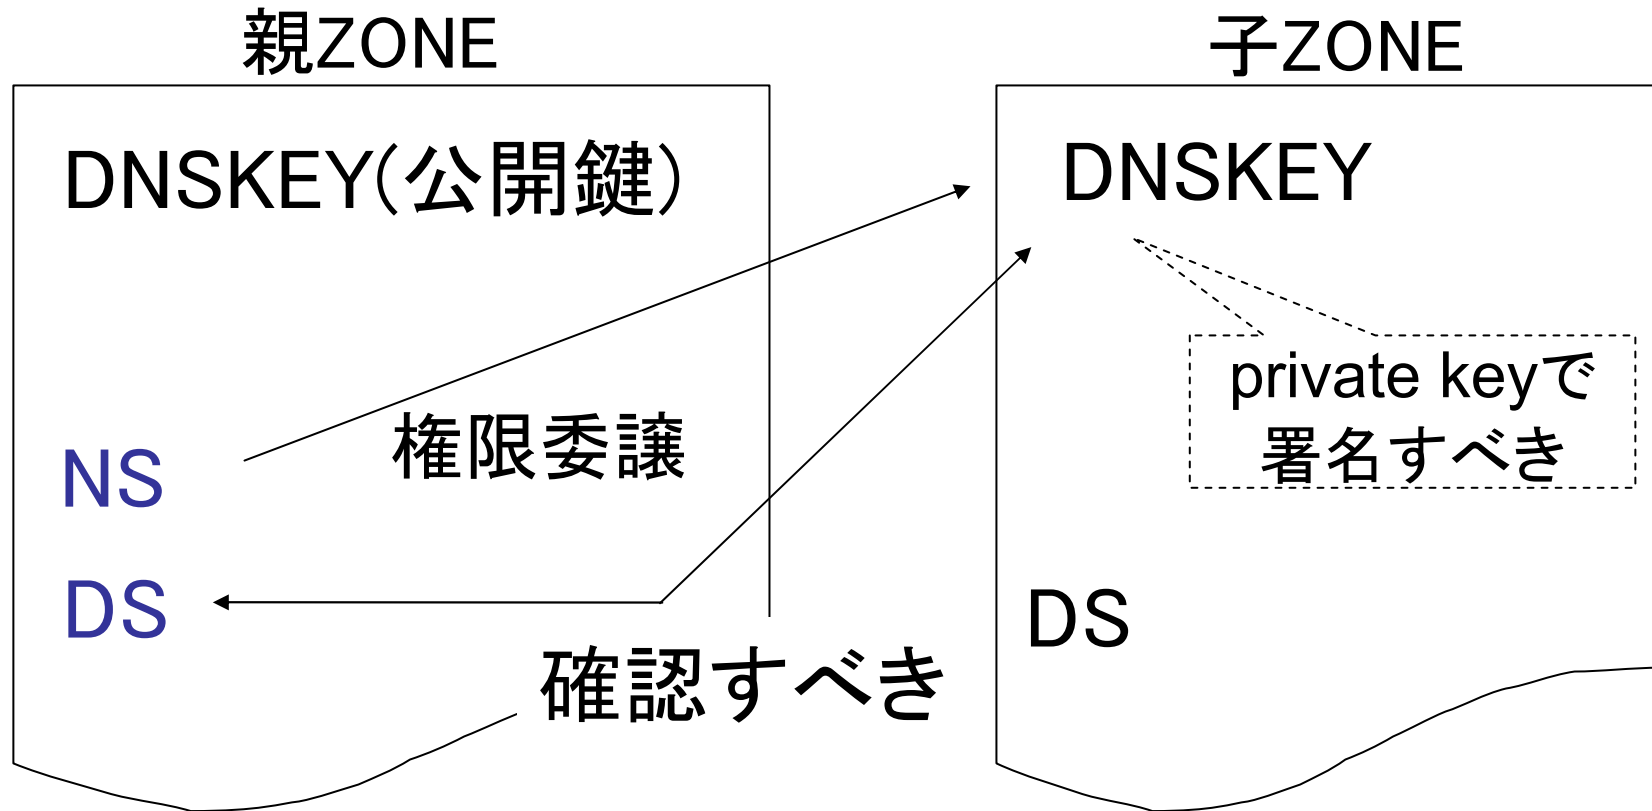 親ZONE
DNSKEY(公開鍵)
NS
権限委譲
DS
確認すべき
子ZONE
DNSKEY
private keyで
署名すべき
DS